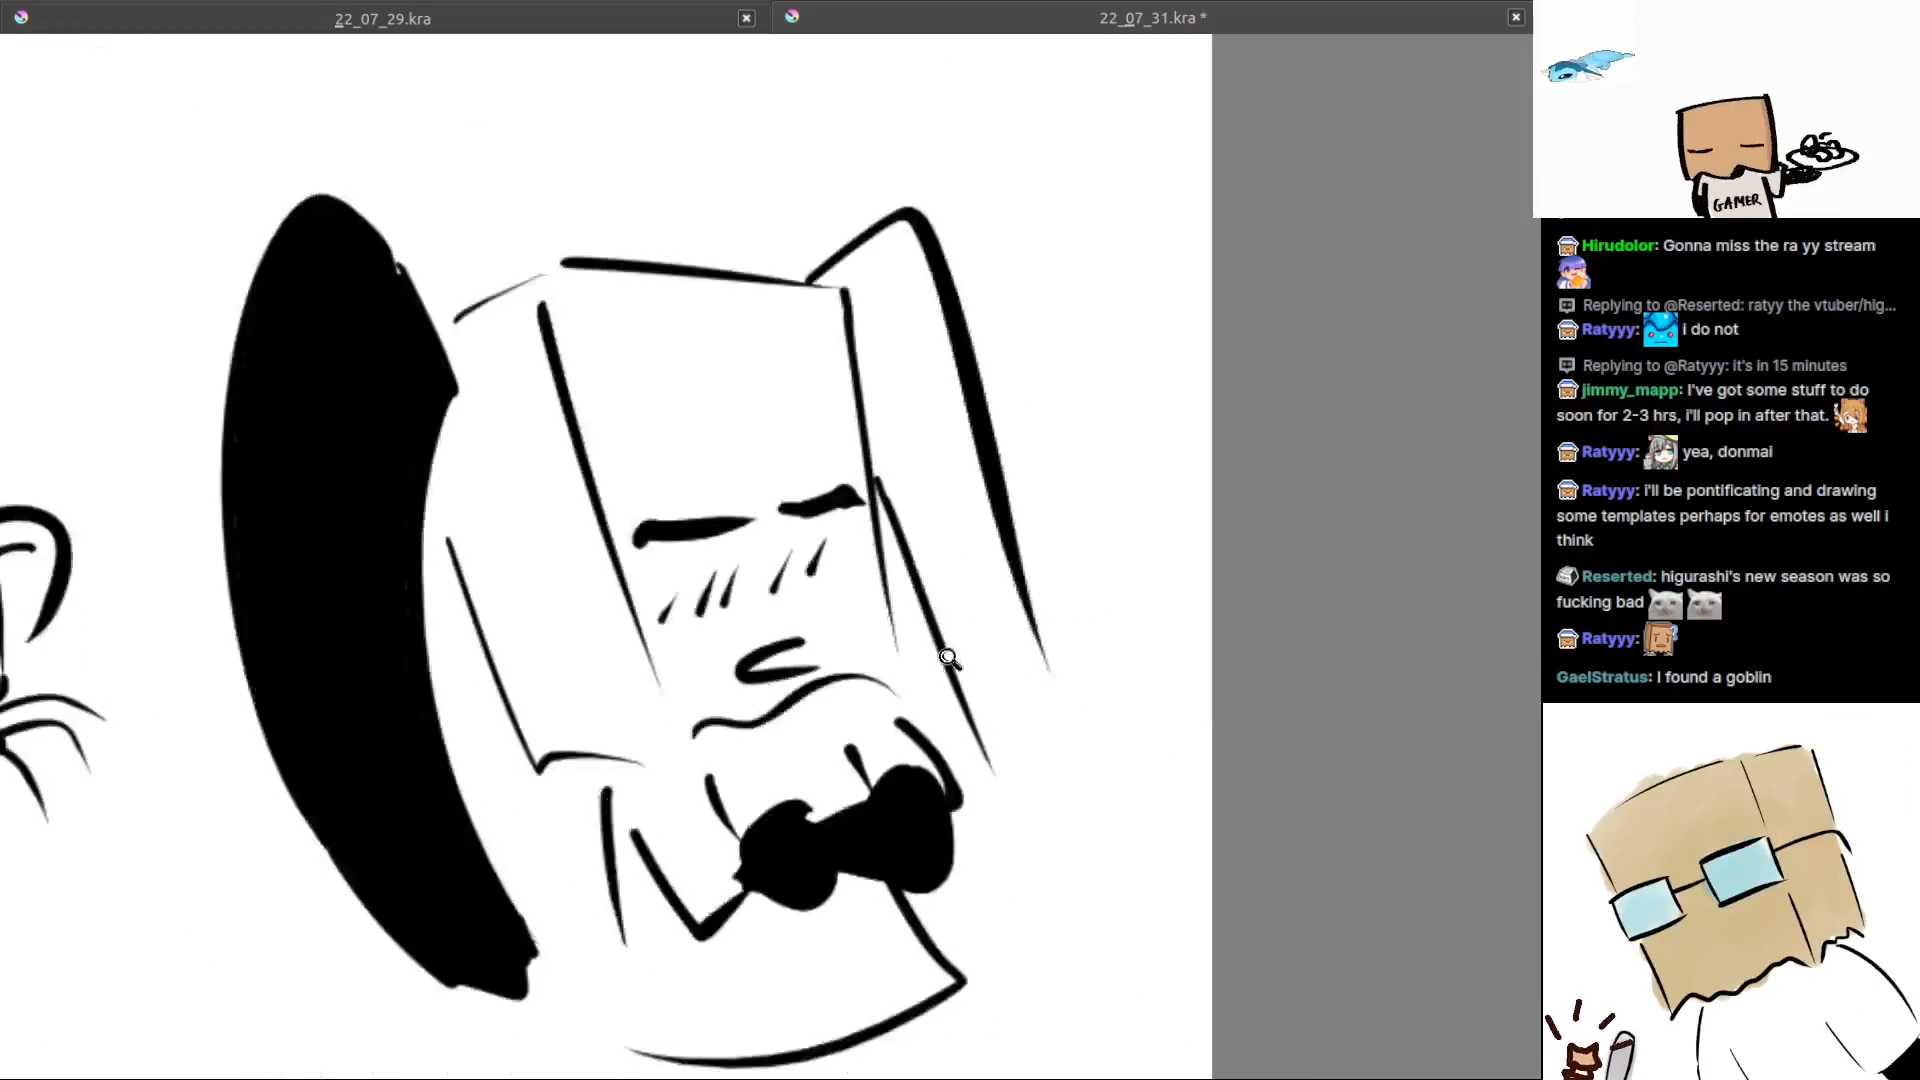 22_07_29.kra
22_07_31.kra *
GAMER
Hirudolor: Gonna miss the ra yy stream
Replying to @Reserted: ratyy the vtuber/hig...
Ratyyy: i do not
Replying to @Ratyyy: it's in 15 minutes
jimmy_mapp: I've got some stuff to do
soon for 2-3 hrs, i'll pop in after that.
Ratyyy: yea, donmai
Ratyyy: i'll be pontificating and drawing
some templates perhaps for emotes as well i
think
Reserted: higurashi's new season was so
fucking bad
Ratyyy:
GaelStratus: I found a goblin